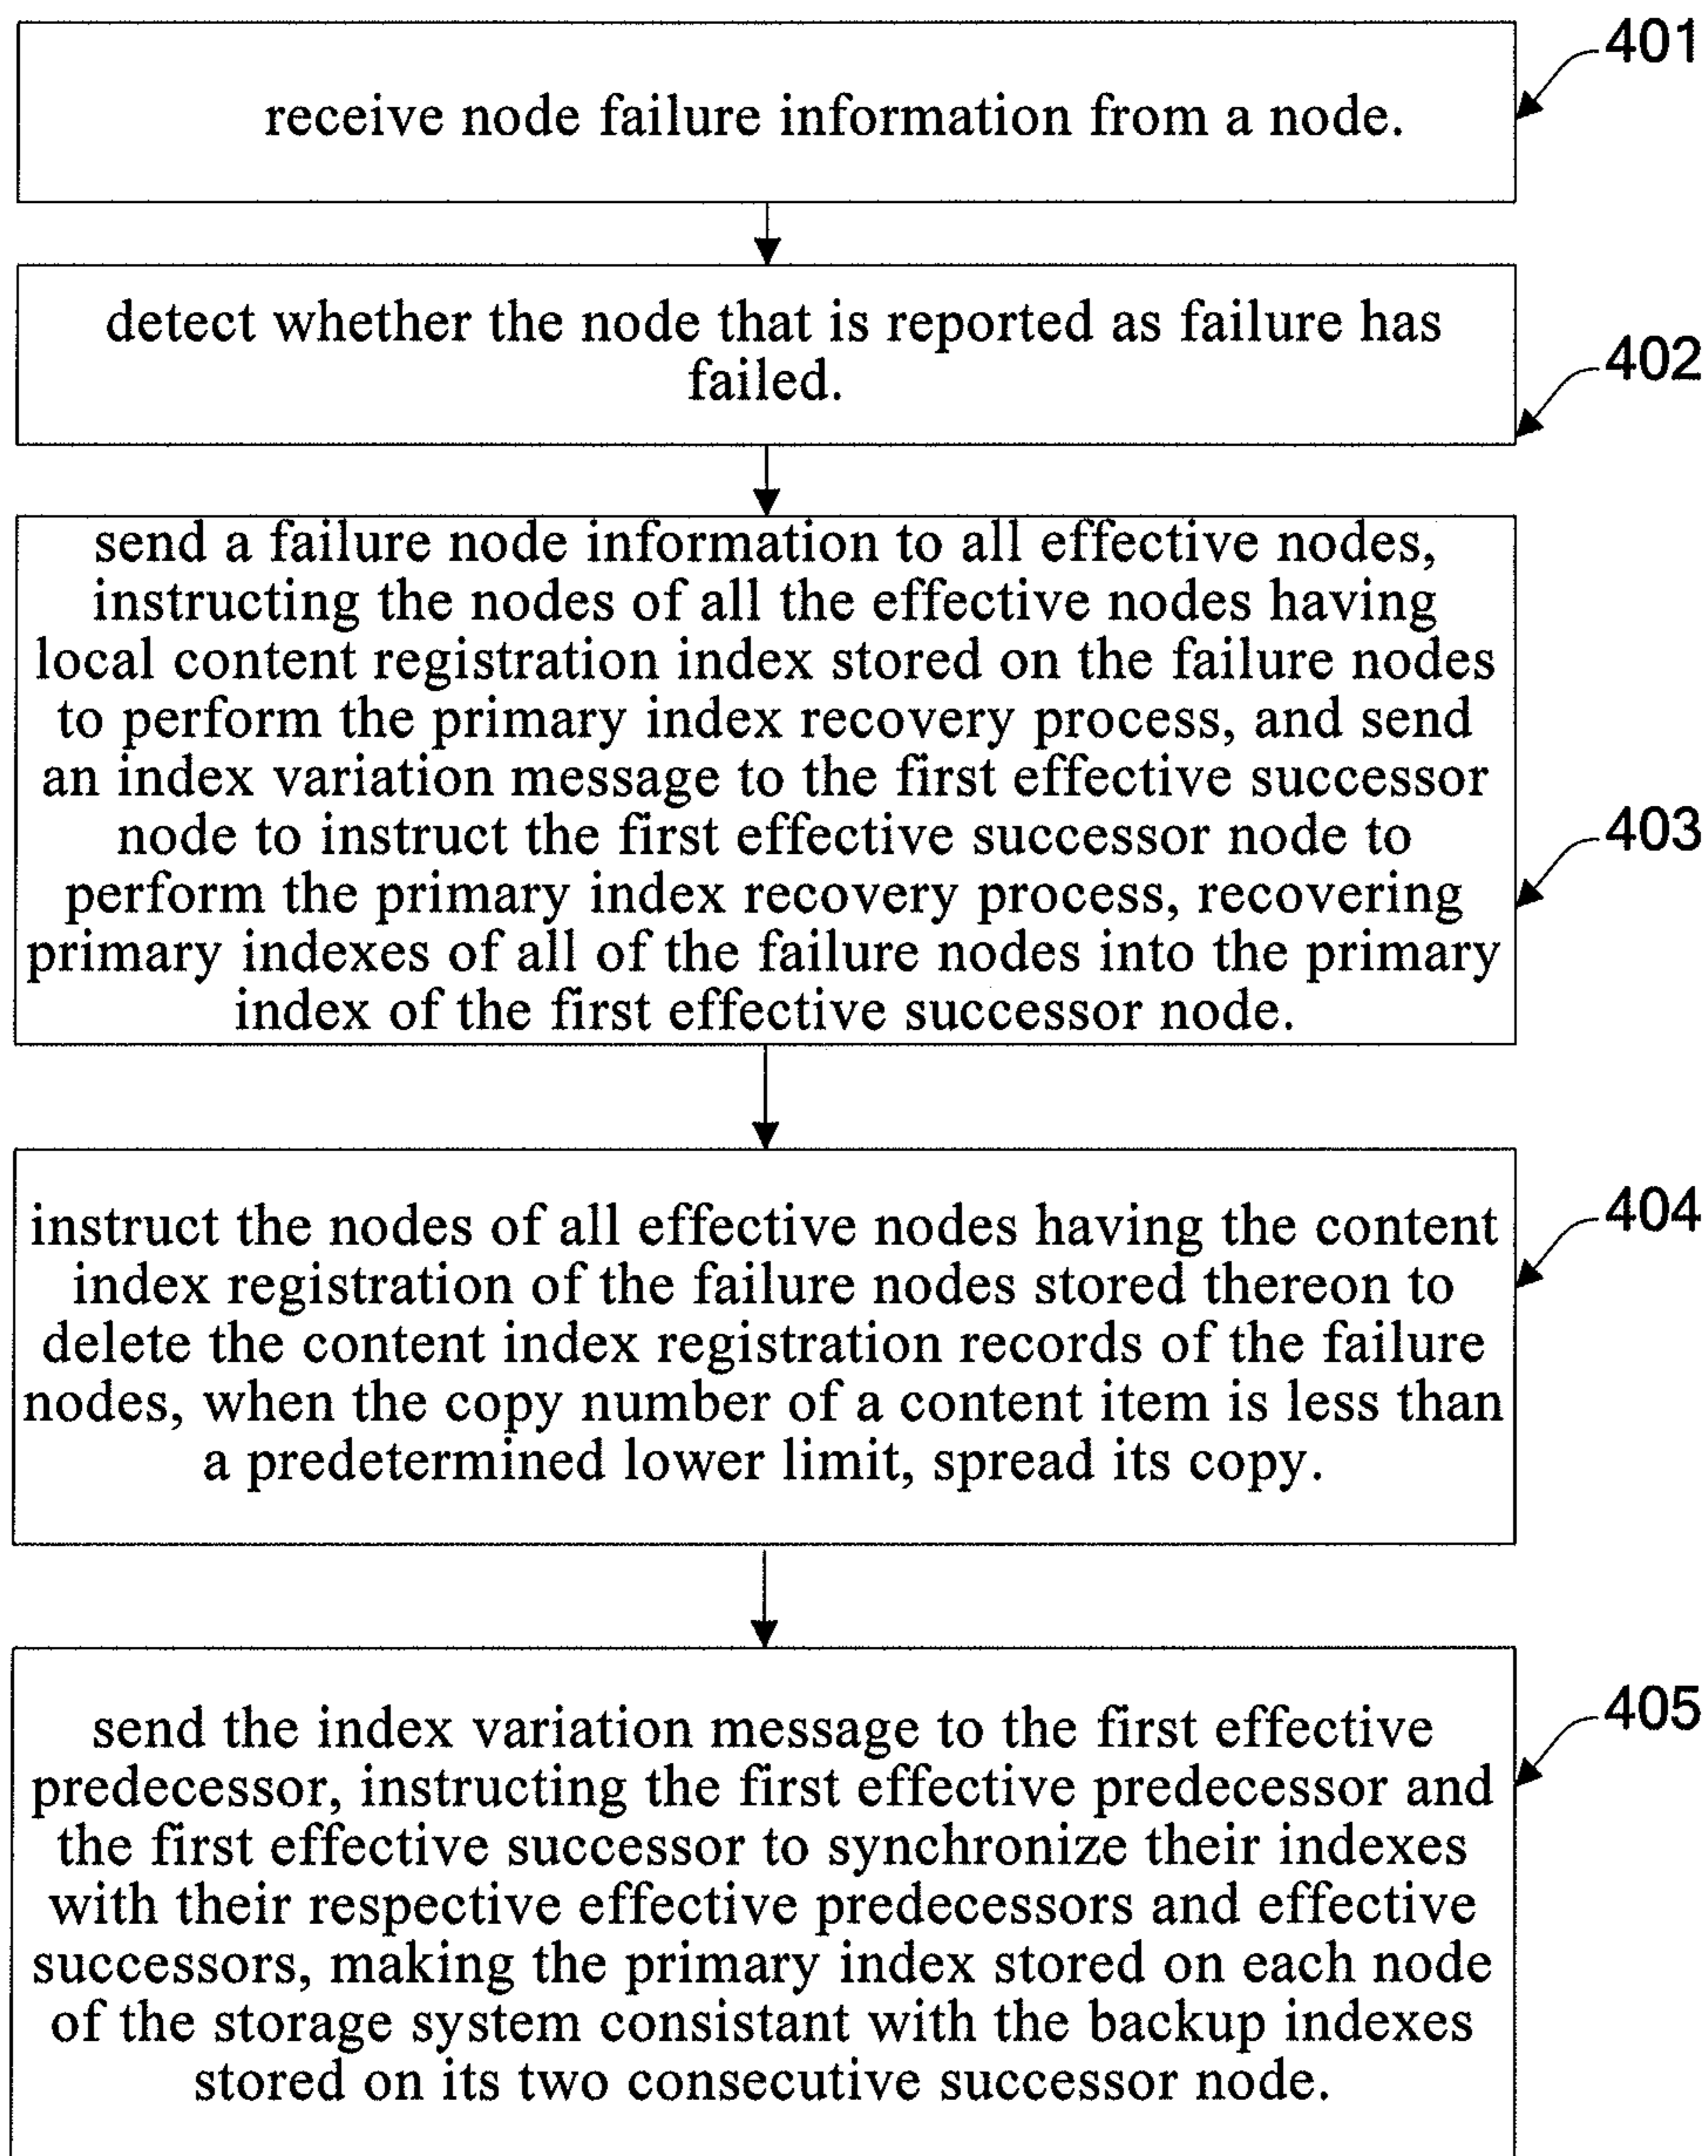 401
receive node failure information from a node.
detect whether the node that is reported as failure has
failed.
402
send a failure node information to all effective nodes,
instructing the nodes of all the effective nodes having
local content registration index stored on the failure nodes
to perform the primary index recovery process, and send
an index variation message to the first effective successor
node to instruct the first effective successor node to
perform the primary index recovery process, recovering
primary indexes of all of the failure nodes into the primary
index of the first effective successor node.
403
instruct the nodes of all effective nodes having the content
index registration of the failure nodes stored thereon to
delete the content index registration records of the failure
nodes, when the copy number of a content item is less than
a predetermined lower limit, spread its copy.
404
send the index variation message to the first effective
predecessor, instructing the first effective predecessor and
the first effective successor to synchronize their indexes
with their respective effective predecessors and effective
successors, making the primary index stored on each node
of the storage system consistant with the backup indexes
stored on its two consecutive successor node.
405